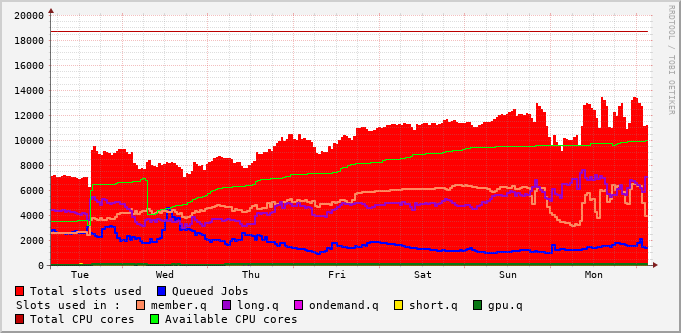 20000
18000
16000
14000
12000
10000
8000
6000
4000
2000
0
Tue Wed Thu Fri Sat Sun Mon
RRDTOOL / TOBI OETIKER
Total slots used Queued Jobs
Slots used in : member.q long.q ondemand.q short.q gpu.q
Total CPU cores Available CPU cores